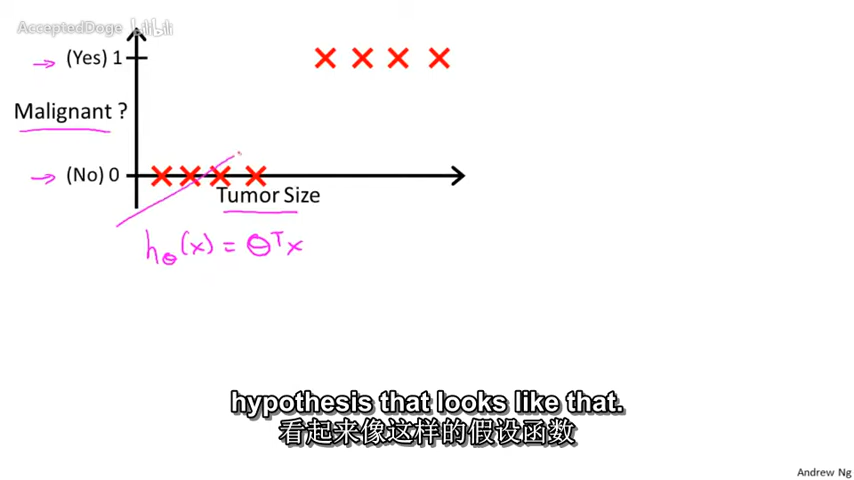 AcceptedDoge bilibili
(Yes) 1
Malignant ?
(No) 0
Tumor Size
hθ(x) = θᵀx
hypothesis that looks like that.
看起来像这样的假设函数
Andrew Ng